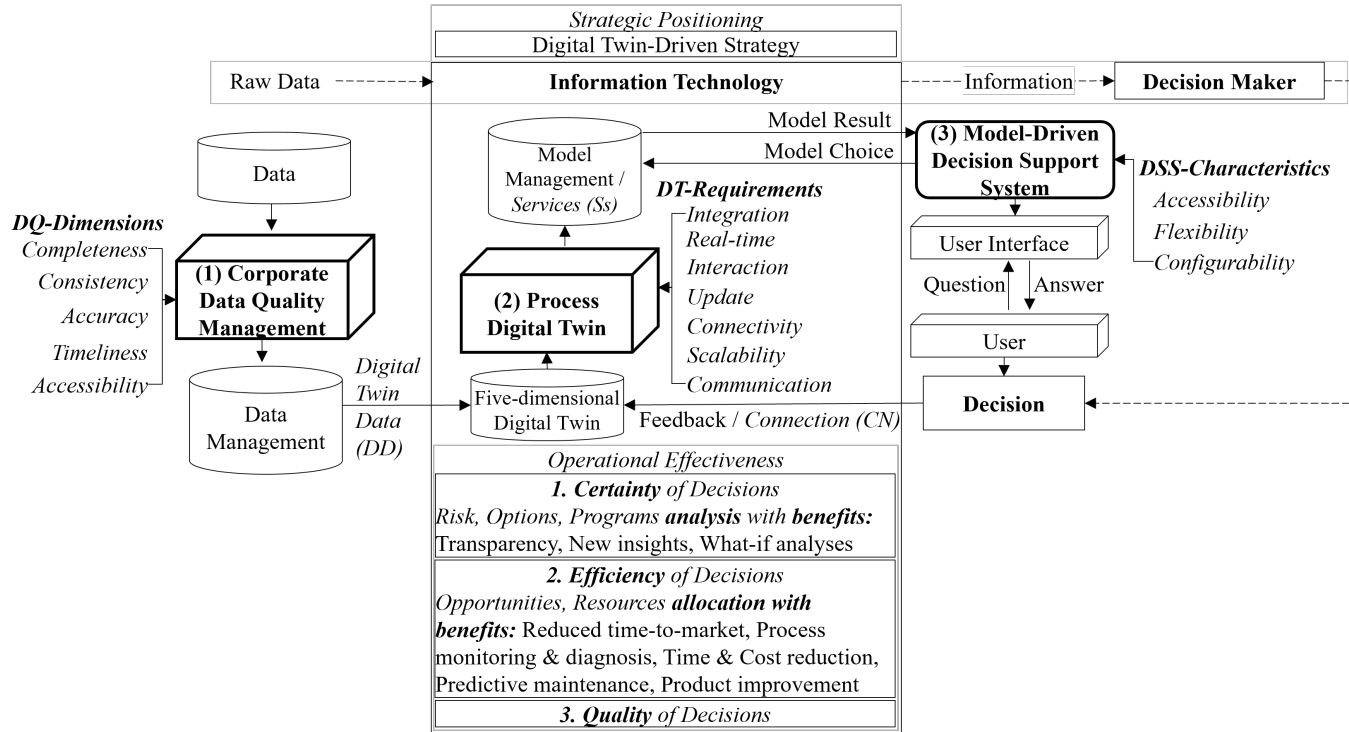 Strategic Positioning
Digital Twin-Driven Strategy
Raw Data
Information Technology
Information
Decision Maker
Data
DQ-Dimensions
Completeness
Consistency
Accuracy
Timeliness
Accessibility
(1) Corporate
Data Quality
Management
Data
Management
Digital
Twin
Data
(DD)
Model
Management /
Services (Ss)
Model Result
Model Choice
DT-Requirements
Integration
Real-time
Interaction
Update
Connectivity
Scalability
Communication
(2) Process
Digital Twin
Five-dimensional
Digital Twin
Feedback / Connection (CN)
(3) Model-Driven
Decision Support
System
DSS-Characteristics
Accessibility
Flexibility
Configurability
User Interface
Question
Answer
User
Decision
Operational Effectiveness
1. Certainty of Decisions
Risk, Options, Programs analysis with benefits:
Transparency, New insights, What-if analyses
2. Efficiency of Decisions
Opportunities, Resources allocation with
benefits: Reduced time-to-market, Process
monitoring & diagnosis, Time & Cost reduction,
Predictive maintenance, Product improvement
3. Quality of Decisions